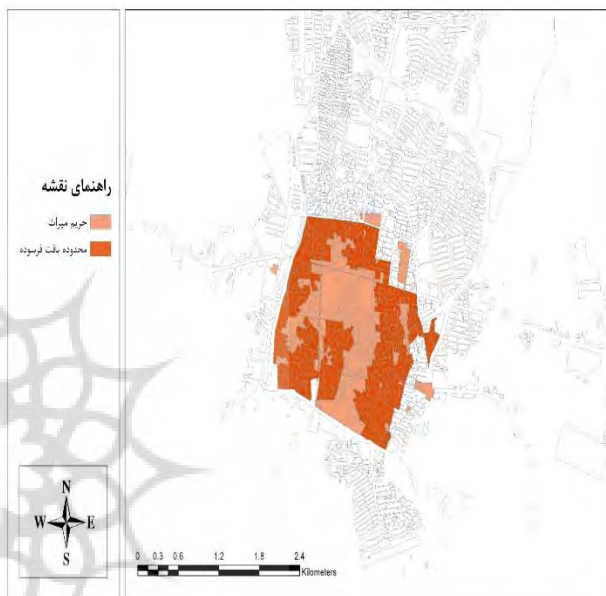 راهنمای نقشه
حریم میراث
محدوده بافت فرسوده
N
W E
S
0 0.3 0.6 1.2 1.8 2.4
Kilometers